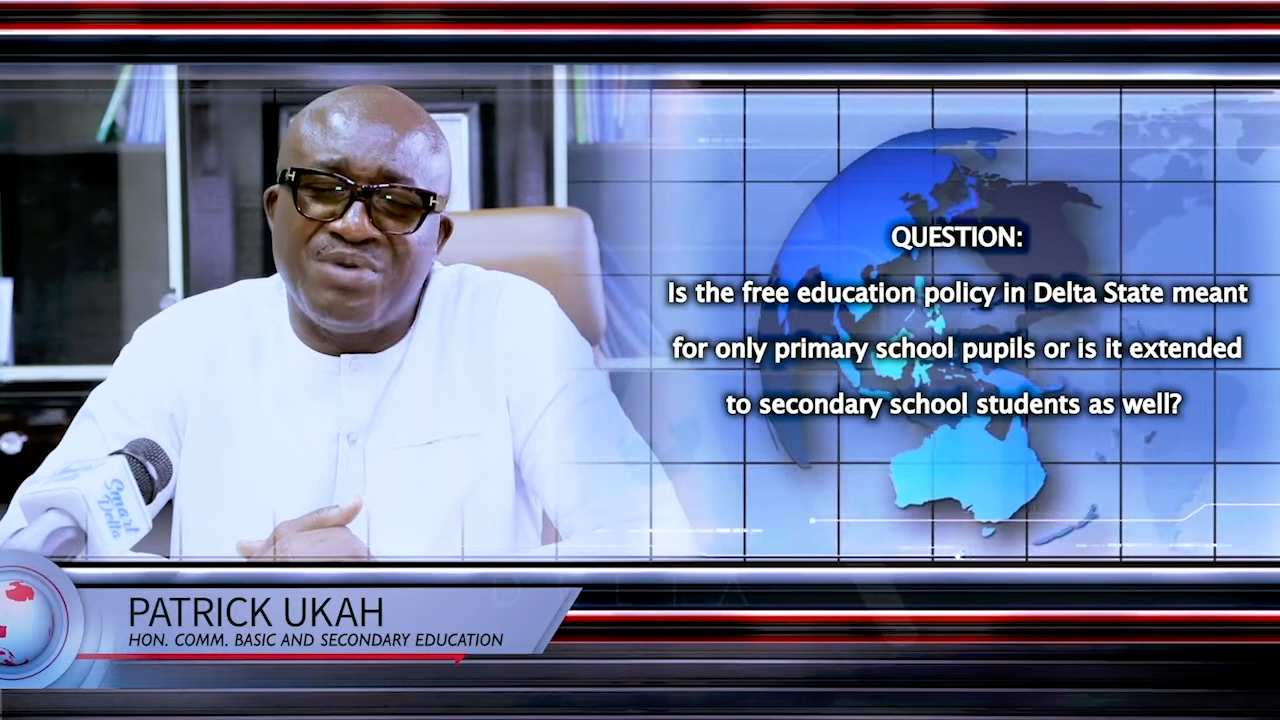 QUESTION:
Is the free education policy in Delta State meant
for only primary school pupils or is it extended
to secondary school students as well?
Smart
Delta
PATRICK UKAH
HON. COMM. BASIC AND SECONDARY EDUCATION